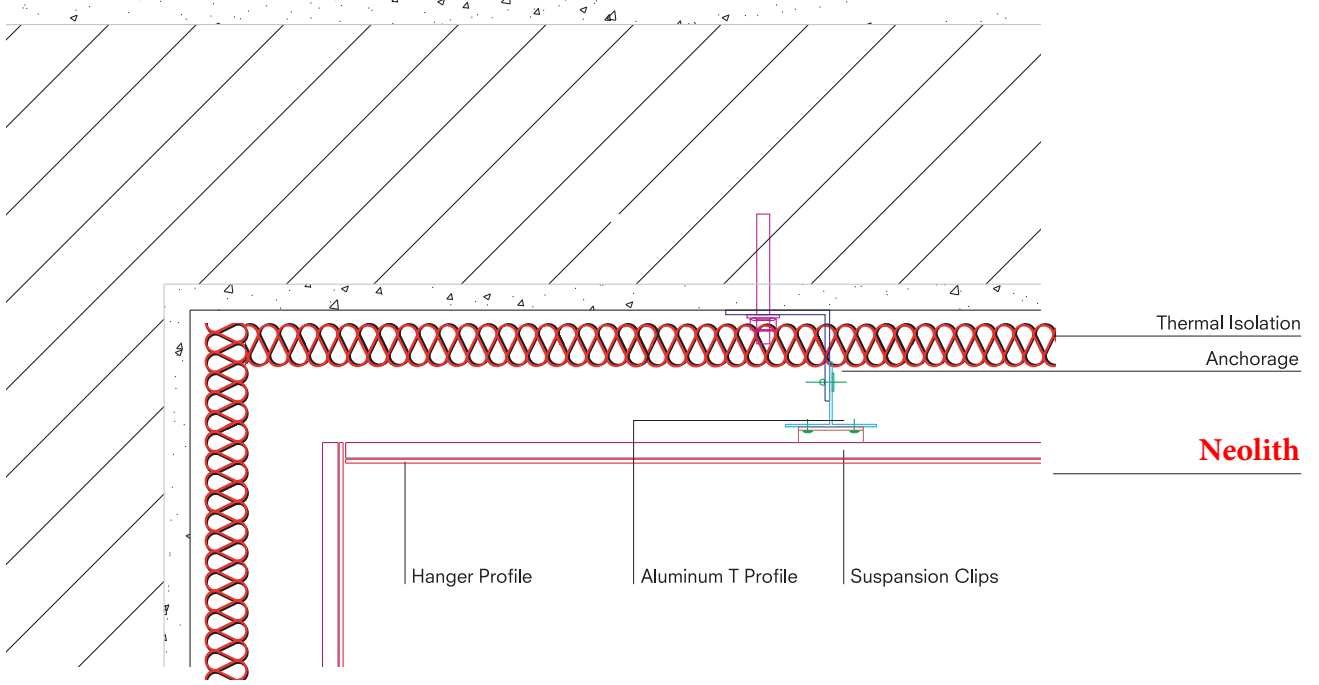 Thermal Isolation
Anchorage
Neolith
Hanger Profile
Aluminum T Profile
Suspansion Clips